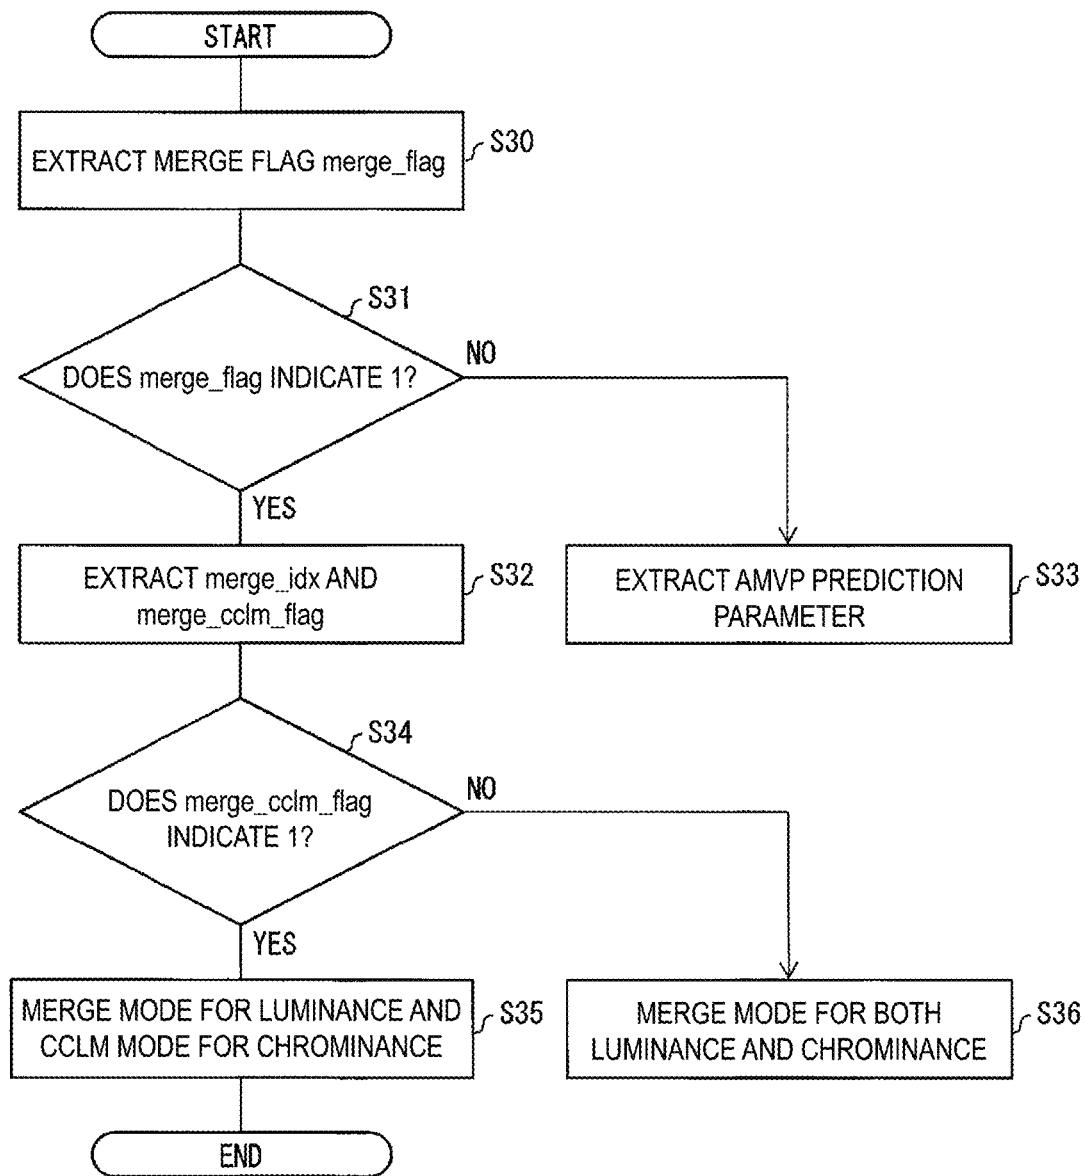 START
EXTRACT MERGE FLAG merge_flag
S30
S31
DOES merge_flag INDICATE 1?
NO
YES
EXTRACT merge_idx AND
merge_cclm_flag
S32
EXTRACT AMVP PREDICTION
PARAMETER
S33
S34
DOES merge_cclm_flag
INDICATE 1?
NO
YES
MERGE MODE FOR LUMINANCE AND
CCLM MODE FOR CHROMINANCE
S35
MERGE MODE FOR BOTH
LUMINANCE AND CHROMINANCE
S36
END